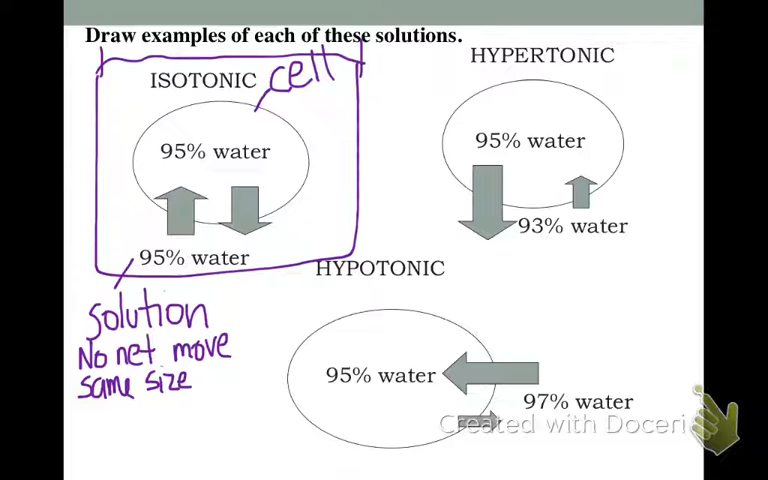 Draw examples of each of these solutions.
ISOTONIC
cell
95% water
95% water
solution
No net move
same size
HYPERTONIC
95% water
93% water
HYPOTONIC
95% water
97% water
Created with Doceri